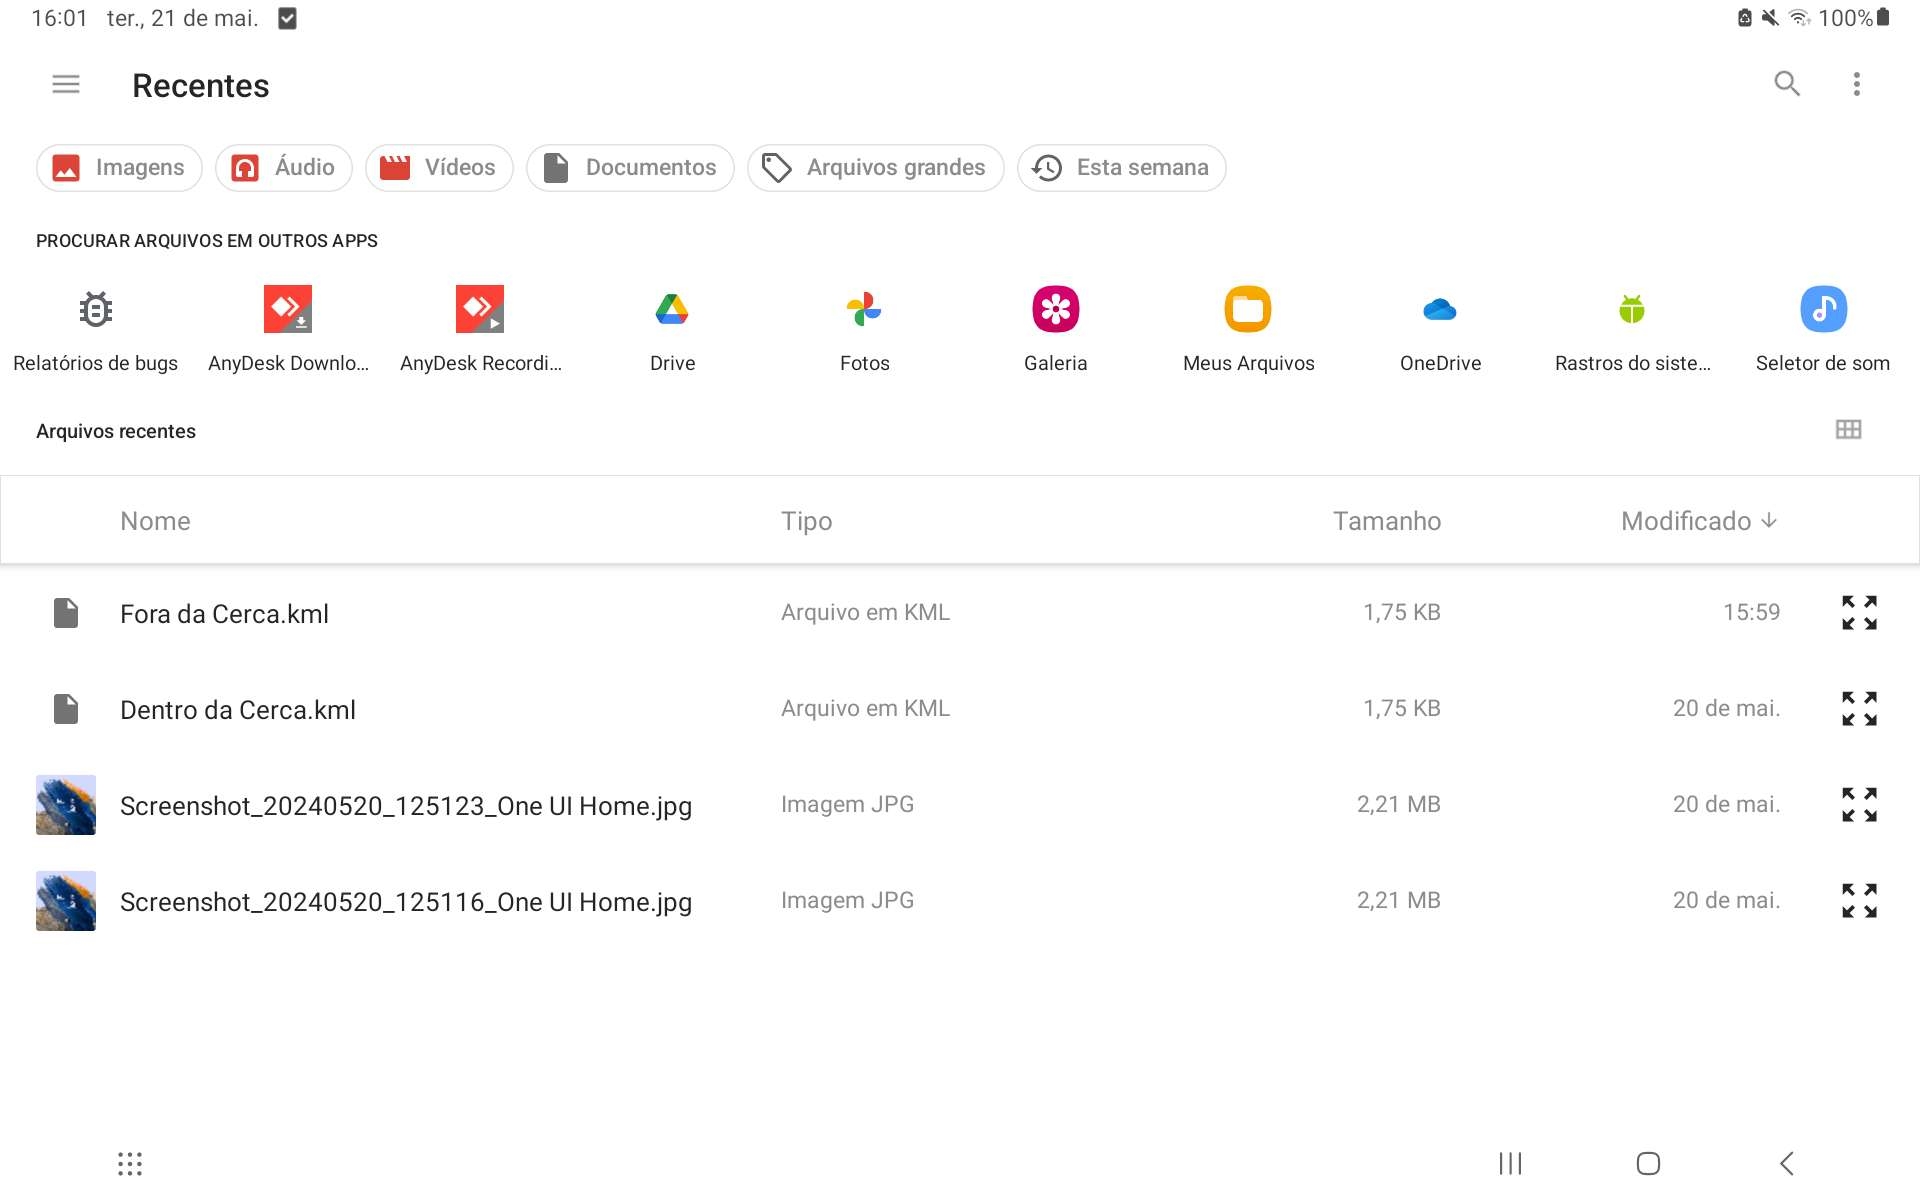 16:01 ter., 21 de mai. 100%
Recentes
Imagens Áudio Vídeos Documentos Arquivos grandes Esta semana
PROCURAR ARQUIVOS EM OUTROS APPS
Relatórios de bugs AnyDesk Downlo... AnyDesk Recordi... Drive Fotos Galeria Meus Arquivos OneDrive Rastros do siste... Seletor de som
Arquivos recentes
Nome Tipo Tamanho Modificado
Fora da Cerca.kml Arquivo em KML 1,75 KB 15:59
Dentro da Cerca.kml Arquivo em KML 1,75 KB 20 de mai.
Screenshot_20240520_125123_One UI Home.jpg Imagem JPG 2,21 MB 20 de mai.
Screenshot_20240520_125116_One UI Home.jpg Imagem JPG 2,21 MB 20 de mai.